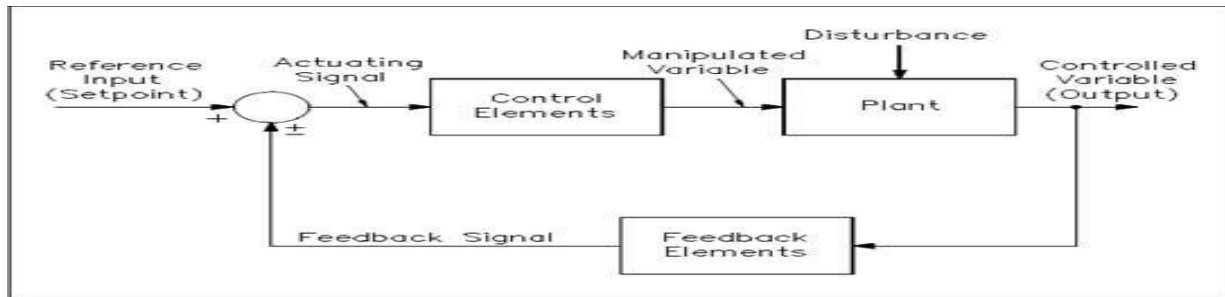 Disturbance
Reference
Input
(Setpoint)
Actuating
Signal
Manipulated
Variable
Controlled
Variable
(Output)
Control
Elements
Plant
+
±
Feedback Signal
Feedback
Elements